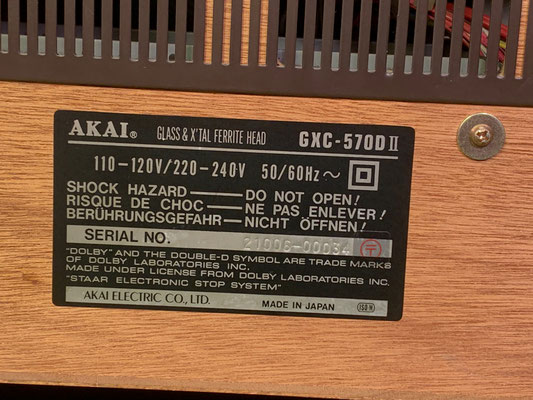 AKAI® GLASS & X'TAL FERRITE HEAD GXC-570D II
110-120V/220-240V 50/60Hz ~
SHOCK HAZARD — DO NOT OPEN!
RISQUE DE CHOC — NE PAS ENLEVER!
BERÜHRUNGSGEFAHR — NICHT ÖFFNEN!
SERIAL NO. 21006-00034
"DOLBY" AND THE DOUBLE-D SYMBOL ARE TRADE MARKS
OF DOLBY LABORATORIES INC.
MADE UNDER LICENSE FROM DOLBY LABORATORIES INC.
"STAAR ELECTRONIC STOP SYSTEM"
AKAI ELECTRIC CO., LTD. MADE IN JAPAN